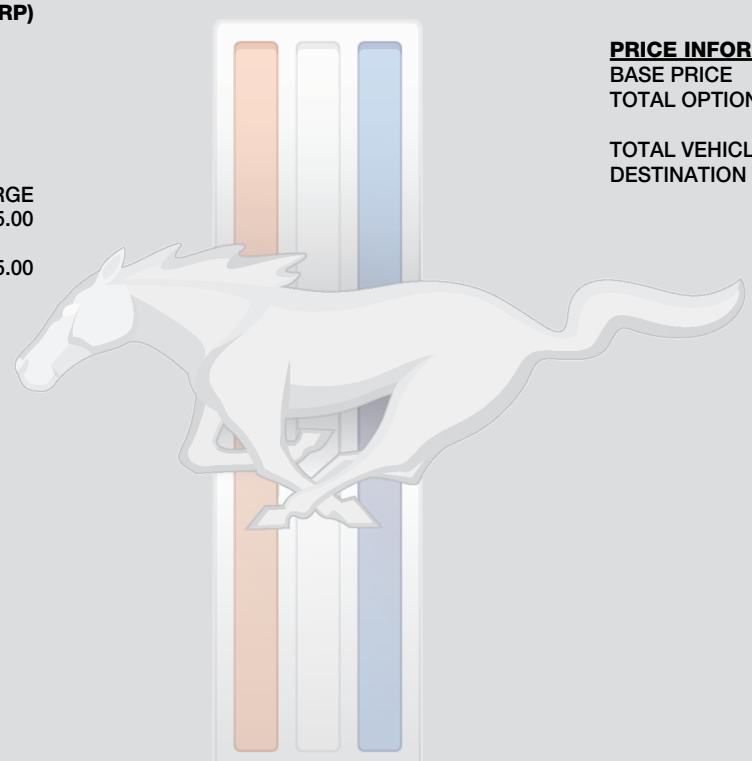 RP)
RGE
5.00
5.00
PRICE INFOR
BASE PRICE
TOTAL OPTION
TOTAL VEHICL
DESTINATION